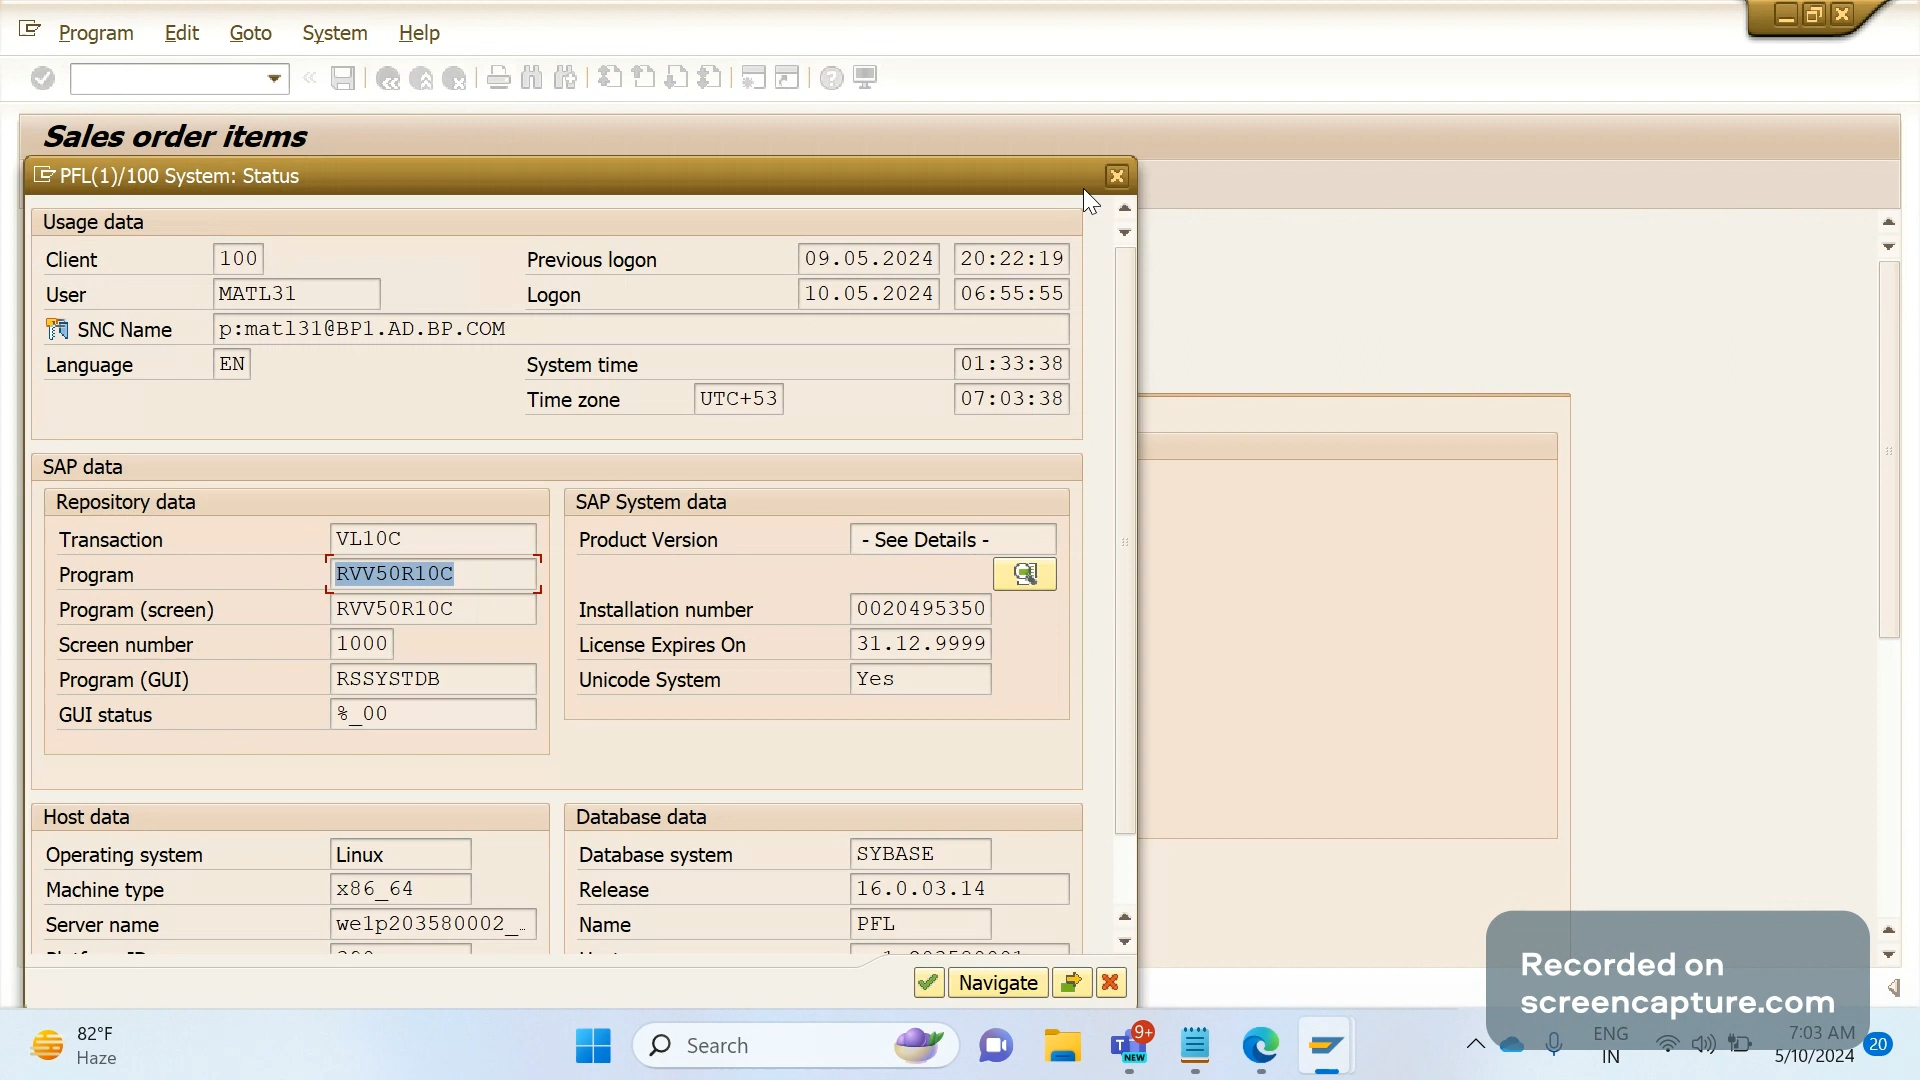 Program Edit Goto System Help
Sales order items
PFL(1)/100 System: Status
Usage data
Client 100 Previous logon 09.05.2024 20:22:19
User MATL31 Logon 10.05.2024 06:55:55
SNC Name p:matl31@BP1.AD.BP.COM
Language EN System time 01:33:38
Time zone UTC+53 07:03:38
SAP data
Repository data SAP System data
Transaction VL10C Product Version - See Details -
Program RVV50R10C
Program (screen) RVV50R10C Installation number 0020495350
Screen number 1000 License Expires On 31.12.9999
Program (GUI) RSSYSTDB Unicode System Yes
GUI status %_00
Host data Database data
Operating system Linux Database system SYBASE
Machine type x86_64 Release 16.0.03.14
Server name we1p203580002_ Name PFL
Navigate
Recorded on
screencapture.com
82°F
Haze
Search
9+
NEW
ENG
IN
7:03 AM
5/10/2024
20